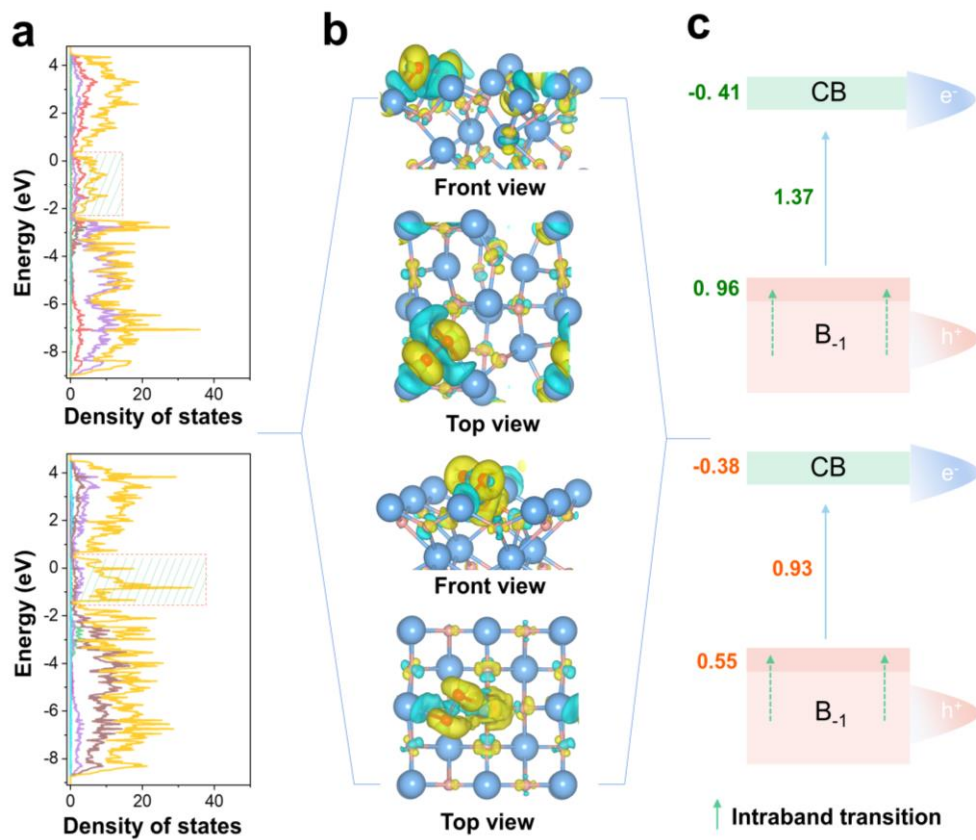 a
4
2
0
-2
-4
-6
-8
Energy (eV)
0 20 40
Density of states
4
2
0
-2
-4
-6
-8
Energy (eV)
0 20 40
Density of states
b
Front view
Top view
Front view
Top view
c
-0. 41
CB
e-
1.37
0. 96
B-1
h+
-0.38
CB
e-
0.93
0.55
B-1
h+
Intraband transition